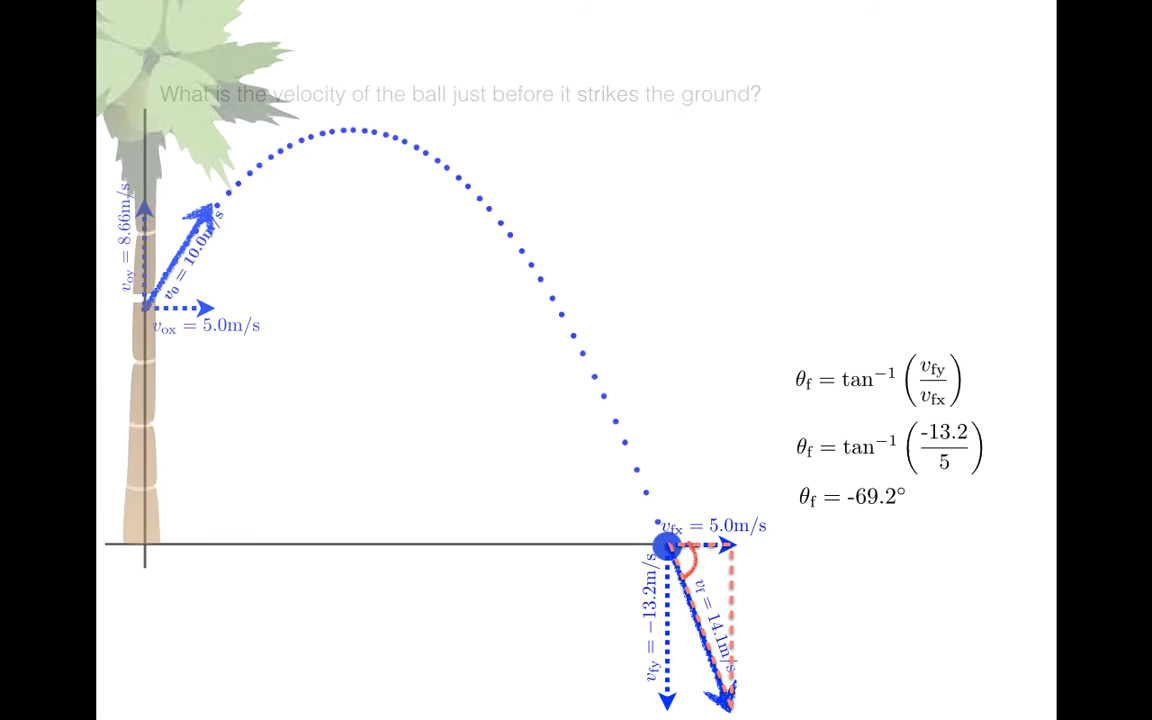 What is the velocity of the ball just before it strikes the ground?
v_oy = 8.66m/s
v_0 = 10.0m/s
v_ox = 5.0m/s
θ_f = tan⁻¹ (v_fy / v_fx)
θ_f = tan⁻¹ (-13.2 / 5)
θ_f = -69.2°
v_fx = 5.0m/s
v_fy = −13.2m/s
v_f = 14.1m/s